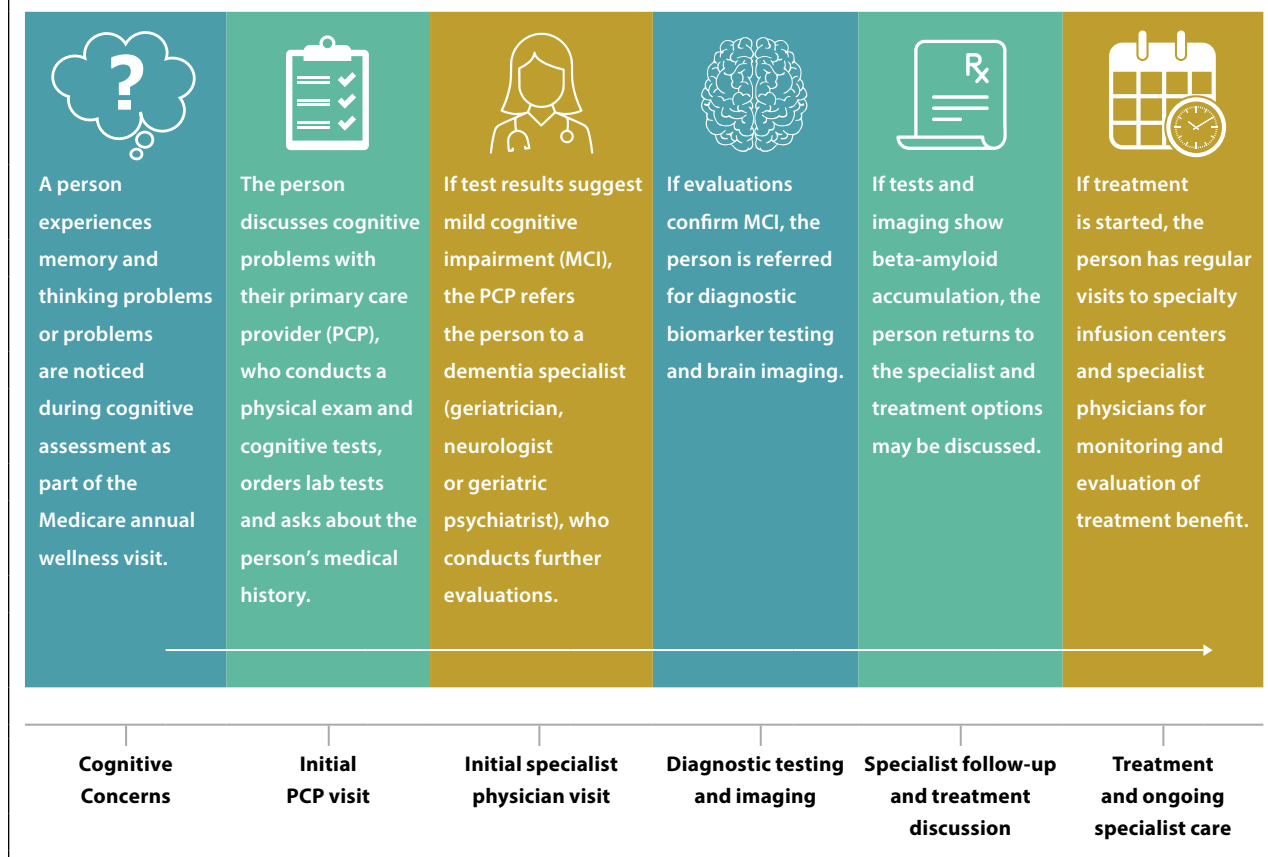 ?
Rx
A person
experiences
memory and
thinking problems
or problems
are noticed
during cognitive
assessment as
part of the
Medicare annual
wellness visit.
The person
discusses cognitive
problems with
their primary care
provider (PCP),
who conducts a
physical exam and
cognitive tests,
orders lab tests
and asks about the
person’s medical
history.
If test results suggest
mild cognitive
impairment (MCI),
the PCP refers
the person to a
dementia specialist
(geriatrician,
neurologist
or geriatric
psychiatrist), who
conducts further
evaluations.
If evaluations
confirm MCI, the
person is referred
for diagnostic
biomarker testing
and brain imaging.
If tests and
imaging show
beta-amyloid
accumulation, the
person returns to
the specialist and
treatment options
may be discussed.
If treatment
is started, the
person has regular
visits to specialty
infusion centers
and specialist
physicians for
monitoring and
evaluation of
treatment benefit.
Cognitive
Concerns
Initial
PCP visit
Initial specialist
physician visit
Diagnostic testing
and imaging
Specialist follow-up
and treatment
discussion
Treatment
and ongoing
specialist care